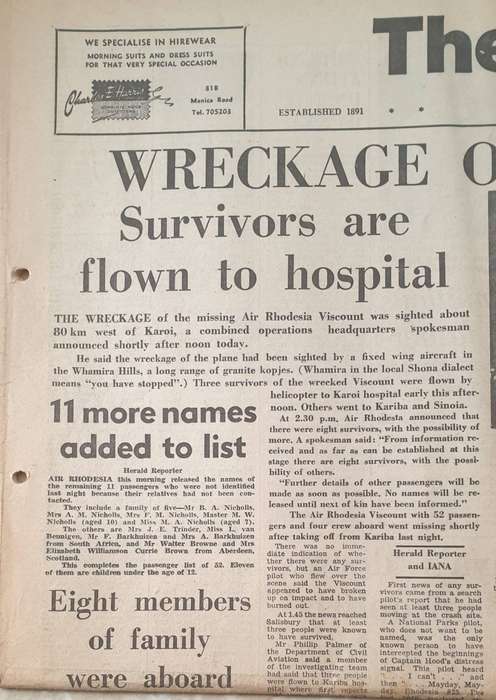 WE SPECIALISE IN HIREWEAR
MORNING SUITS AND DRESS SUITS
FOR THAT VERY SPECIAL OCCASION
Charles E Harris
81B
Manica Road
Tel. 705203
The
ESTABLISHED 1891 * *
WRECKAGE O
Survivors are
flown to hospital
THE WRECKAGE of the missing Air Rhodesia Viscount was sighted about
80 km west of Karoi, a combined operations headquarters spokesman
announced shortly after noon today.
He said the wreckage of the plane had been sighted by a fixed wing aircraft in
the Whamira Hills, a long range of granite kopjes. (Whamira in the local Shona dialect
means "you have stopped".) Three survivors of the wrecked Viscount were flown by
helicopter to Karoi hospital early this after-
noon. Others went to Kariba and Sinoia.
At 2.30 p.m. Air Rhodesia announced that
there were eight survivors, with the possibility
of more. A spokesman said: "From information re-
ceived and as far as can be established at this
stage there are eight survivors, with the possi-
bility of others.
"Further details of other passengers will be
made as soon as possible. No names will be re-
leased until next of kin have been informed."
The Air Rhodesia Viscount with 52 passen-
gers and four crew aboard went missing shortly
after taking off from Kariba last night.
11 more names
added to list
Herald Reporter
AIR RHODESIA this morning released the names of
the remaining 11 passengers who were not identified
last night because their relatives had not been con-
tacted.
They include a family of five—Mr B. A. Nicholls,
Mrs A. M. Nicholls, Mrs F. M. Nicholls, Master M. W.
Nicholls (aged 10) and Miss M. A. Nicholls (aged 7).
The others are Mrs J. E. Trinder, Mrs L. van
Bennigen, Mr F. Barkhuizen and Mrs A. Barkhuizen
from South Africa, and Mr Walter Browne and Mrs
Elizabeth Williamson Currie Brown from Aberdeen,
Scotland.
This completes the passenger list of 52. Eleven
of them are children under the age of 12.
Eight members
of family
were aboard
There was no imme-
diate indication of whe-
ther there were any sur-
vivors, but an Air Force
pilot who flew over the
scene said the Viscount
appeared to have broken
up on impact and to have
burned out.
At 1.45 the news reached
Salisbury that at least
three people were known
to have survived.
Mr Philip Palmer of
the Department of Civil
Aviation said a member
of the investigating team
had said that three people
were flown to Kariba hos-
pital where first
Herald Reporter
and IANA
First news of any sur-
vivors came from a search
pilot's report that he had
seen at least three people
moving at the crash site.
A National Parks pilot,
who does not want to be
named, was the only
known person to have
intercepted the beginnings
of Captain Hood's distress
signal. This pilot heard
"I can't . . ." and
then "Mayday, May-
day, Rhodesia 825. I've